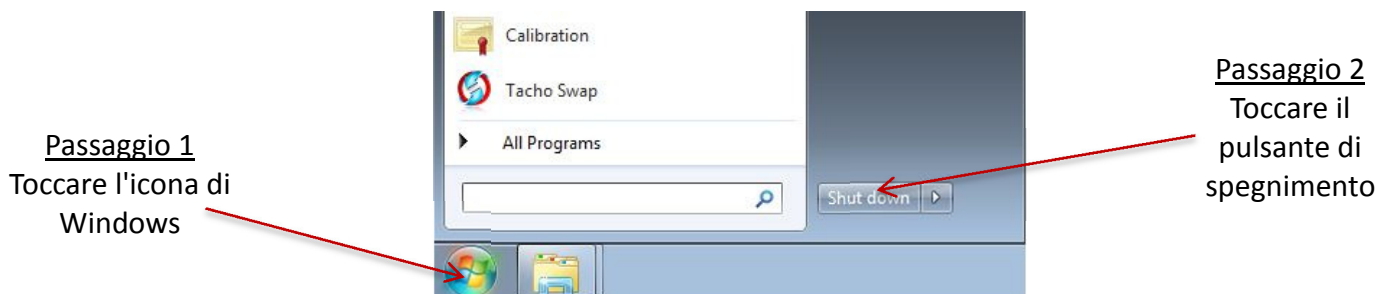 Calibration
Tacho Swap
All Programs
Shut down
Passaggio 1
Toccare l'icona di
Windows
Passaggio 2
Toccare il
pulsante di
spegnimento